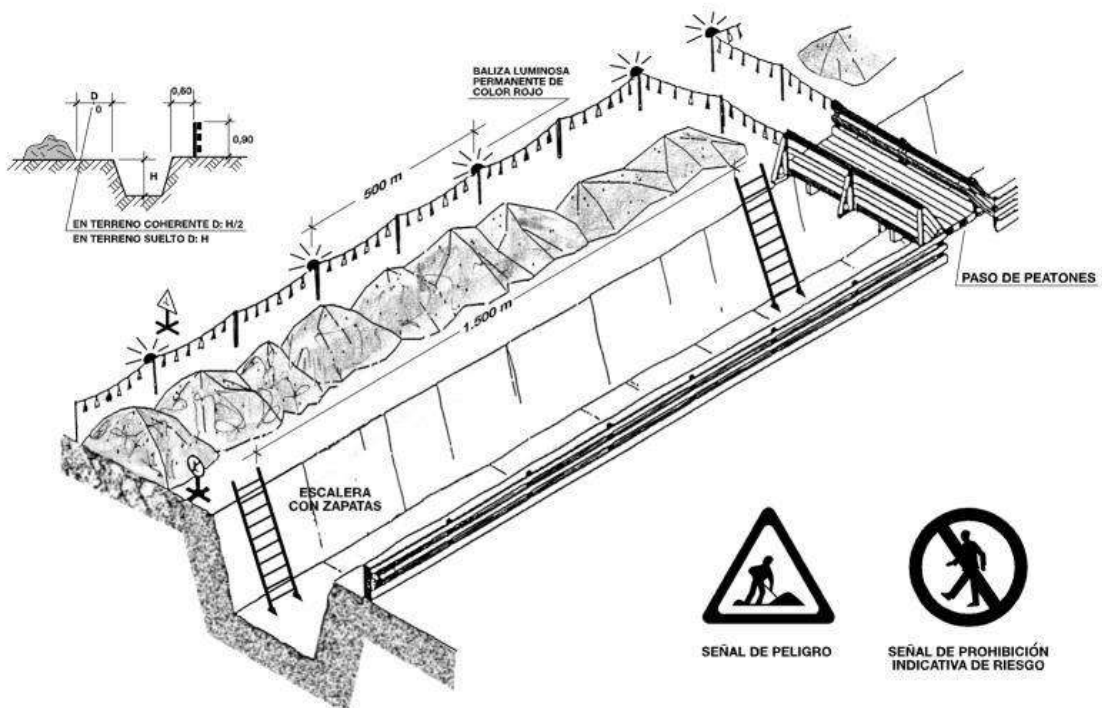 BALIZA LUMINOSA
PERMANENTE DE
COLOR ROJO
D
0
0,60
0,90
H
EN TERRENO COHERENTE D: H/2
EN TERRENO SUELTO D: H
500 m
1.500 m
PASO DE PEATONES
ESCALERA
CON ZAPATAS
SEÑAL DE PELIGRO
SEÑAL DE PROHIBICIÓN
INDICATIVA DE RIESGO